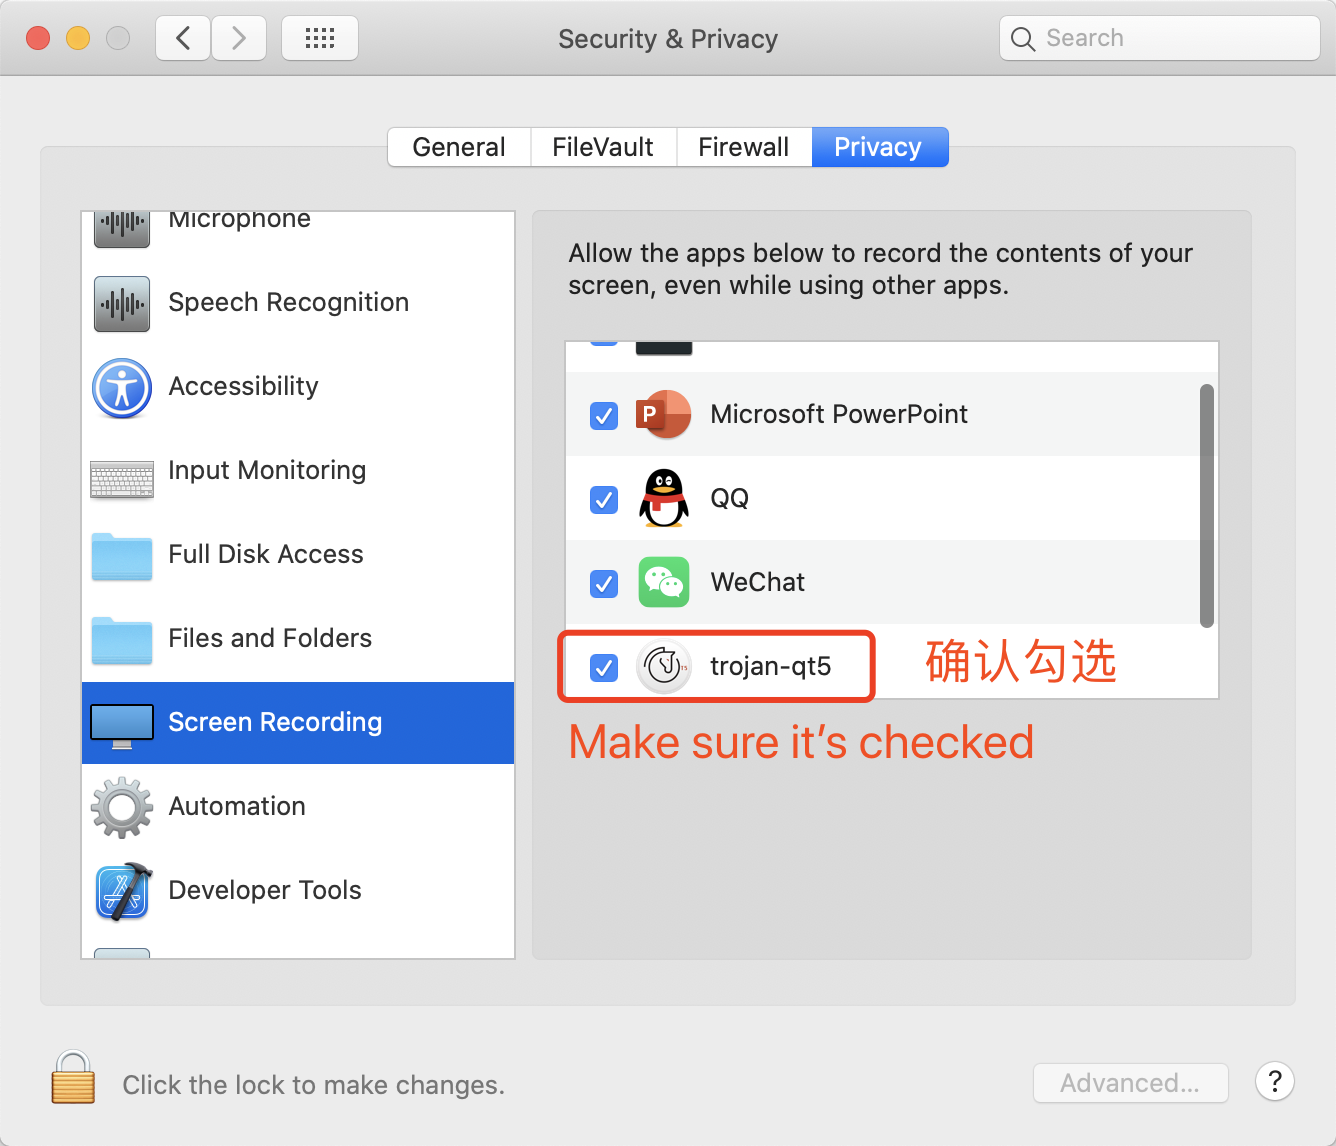 Security & Privacy
Search
General
FileVault
Firewall
Privacy
Microphone
Speech Recognition
Accessibility
Input Monitoring
Full Disk Access
Files and Folders
Screen Recording
Automation
Developer Tools
Allow the apps below to record the contents of your
screen, even while using other apps.
P
Microsoft PowerPoint
QQ
WeChat
trojan-qt5
确认勾选
Make sure it's checked
Click the lock to make changes.
Advanced...
?